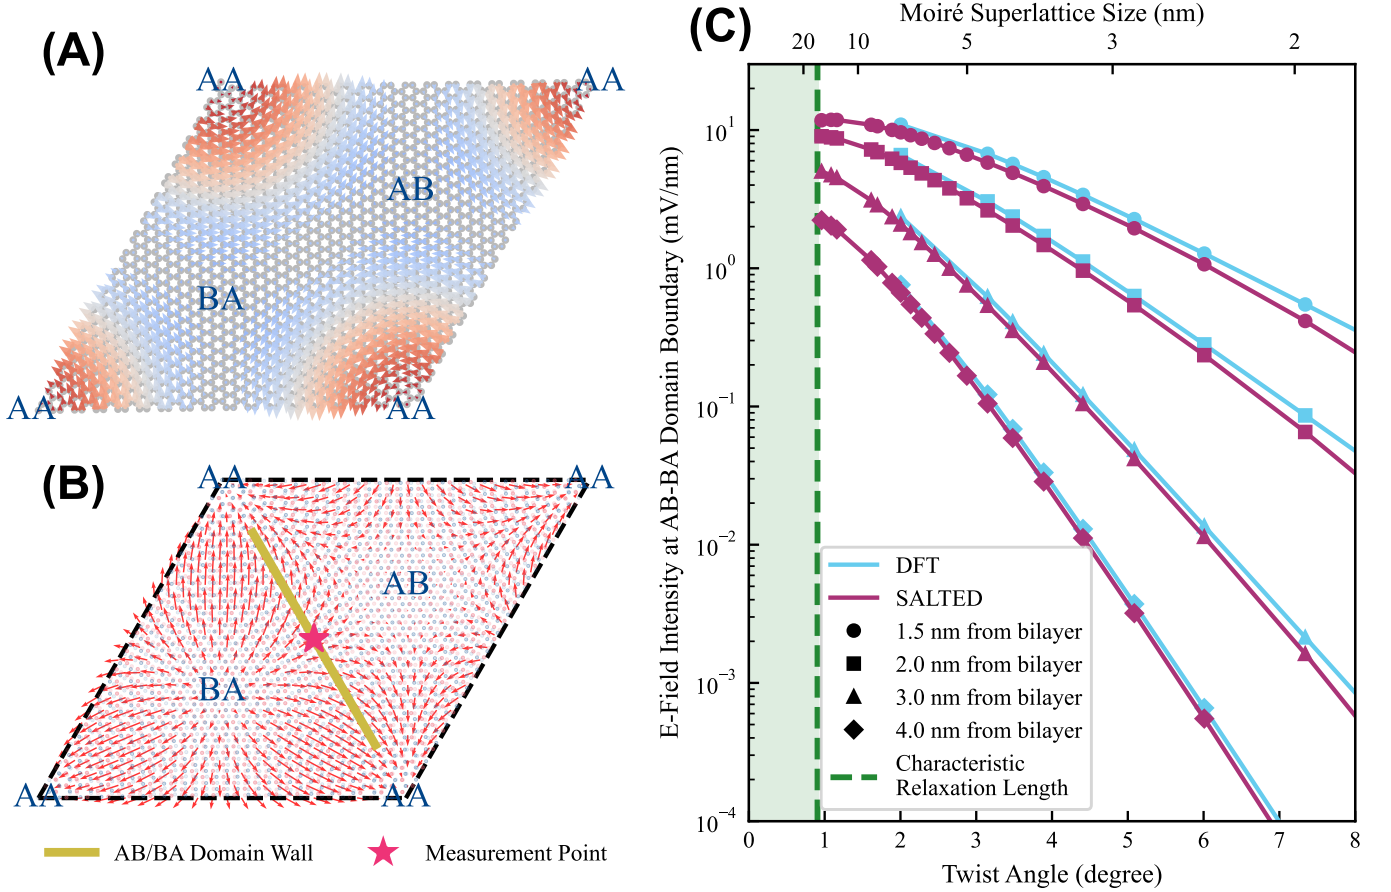 (A)
AA
AA
AB
BA
AA
AA
(B)
AA
AA
AB
BA
AA
AA
AB/BA Domain Wall
Measurement Point
(C)
Moiré Superlattice Size (nm)
20 10 5 3 2
E-Field Intensity at AB-BA Domain Boundary (mV/nm)
10¹
10⁰
10⁻¹
10⁻²
10⁻³
10⁻⁴
DFT
SALTED
1.5 nm from bilayer
2.0 nm from bilayer
3.0 nm from bilayer
4.0 nm from bilayer
Characteristic
Relaxation Length
0 1 2 3 4 5 6 7 8
Twist Angle (degree)